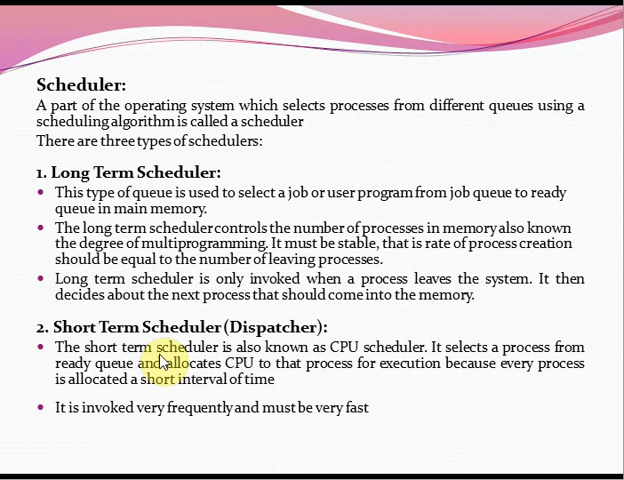 Scheduler:
A part of the operating system which selects processes from different queues using a
scheduling algorithm is called a scheduler
There are three types of schedulers:
1. Long Term Scheduler:
• This type of queue is used to select a job or user program from job queue to ready
queue in main memory.
• The long term scheduler controls the number of processes in memory also known
the degree of multiprogramming. It must be stable, that is rate of process creation
should be equal to the number of leaving processes.
• Long term scheduler is only invoked when a process leaves the system. It then
decides about the next process that should come into the memory.
2. Short Term Scheduler (Dispatcher):
• The short term scheduler is also known as CPU scheduler. It selects a process from
ready queue and allocates CPU to that process for execution because every process
is allocated a short interval of time
• It is invoked very frequently and must be very fast